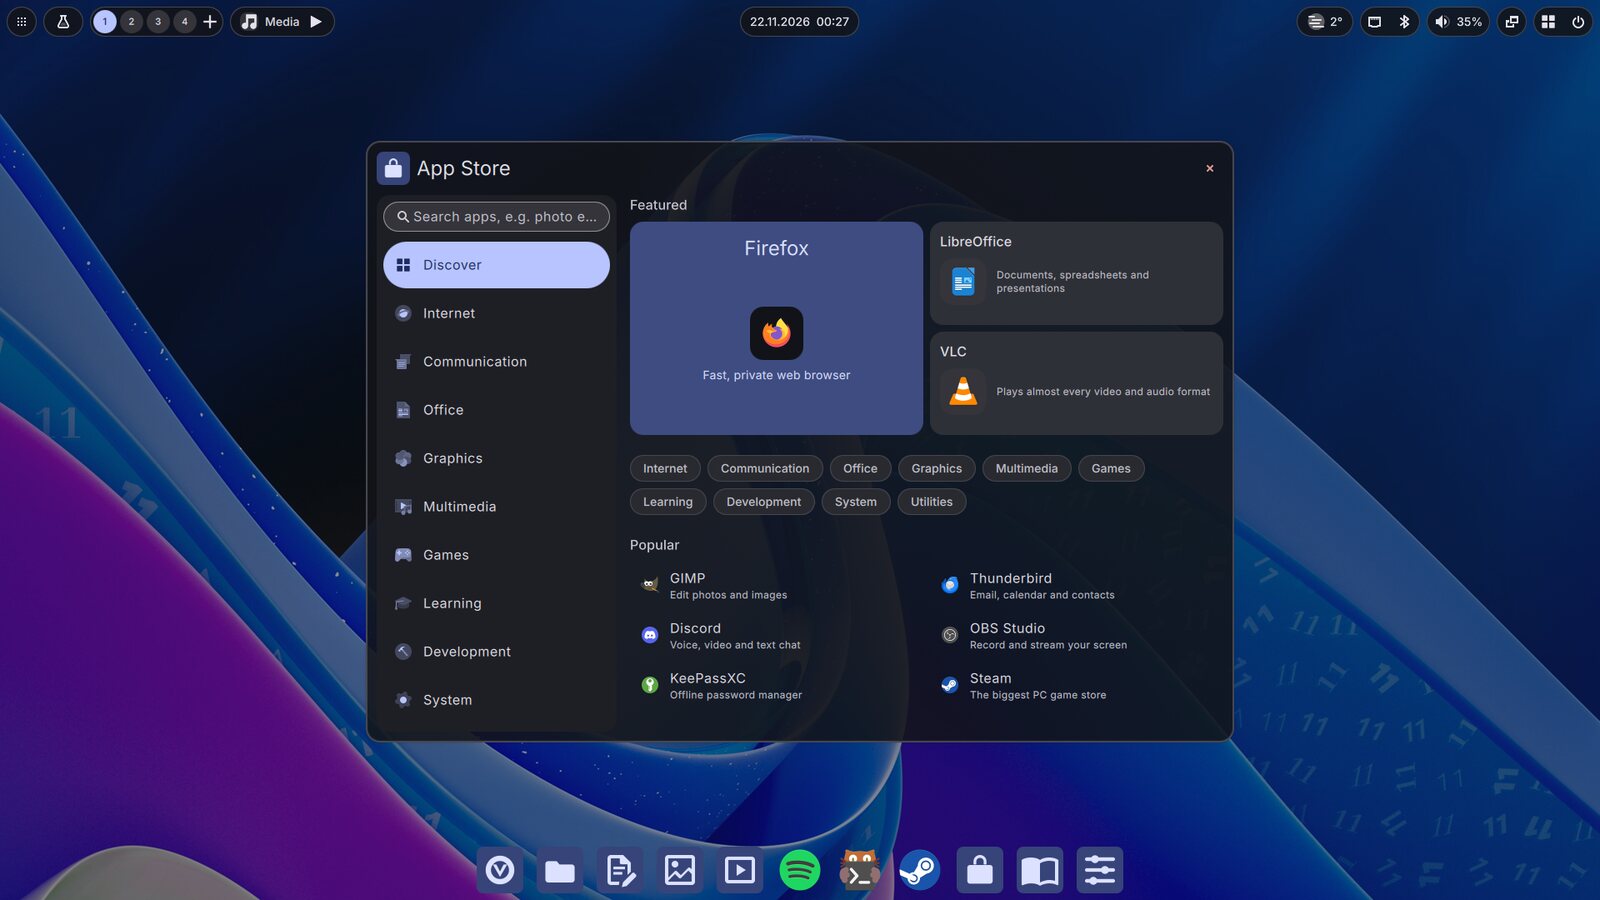 1
2
3
4
Media
22.11.2026 00:27
2°
35%
App Store
Search apps, e.g. photo e...
Discover
Internet
Communication
Office
Graphics
Multimedia
Games
Learning
Development
System
Featured
Firefox
Fast, private web browser
LibreOffice
Documents, spreadsheets and
presentations
VLC
Plays almost every video and audio format
Internet Communication Office Graphics Multimedia Games
Learning Development System Utilities
Popular
GIMP
Edit photos and images
Thunderbird
Email, calendar and contacts
Discord
Voice, video and text chat
OBS Studio
Record and stream your screen
KeePassXC
Offline password manager
Steam
The biggest PC game store